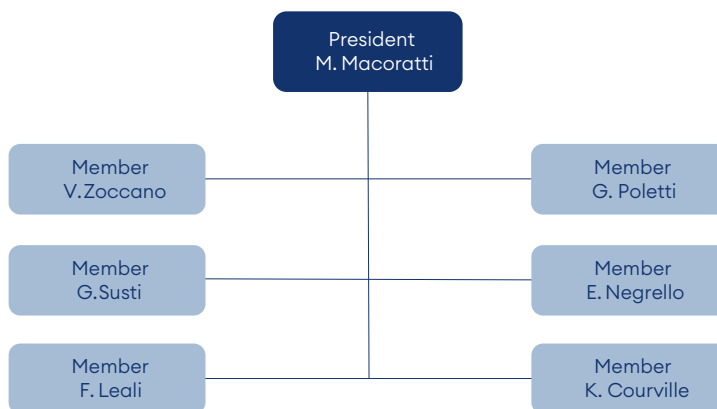 President
M. Macoratti
Member
V.Zoccano
Member
G. Poletti
Member
G.Susti
Member
E. Negrello
Member
F. Leali
Member
K. Courville